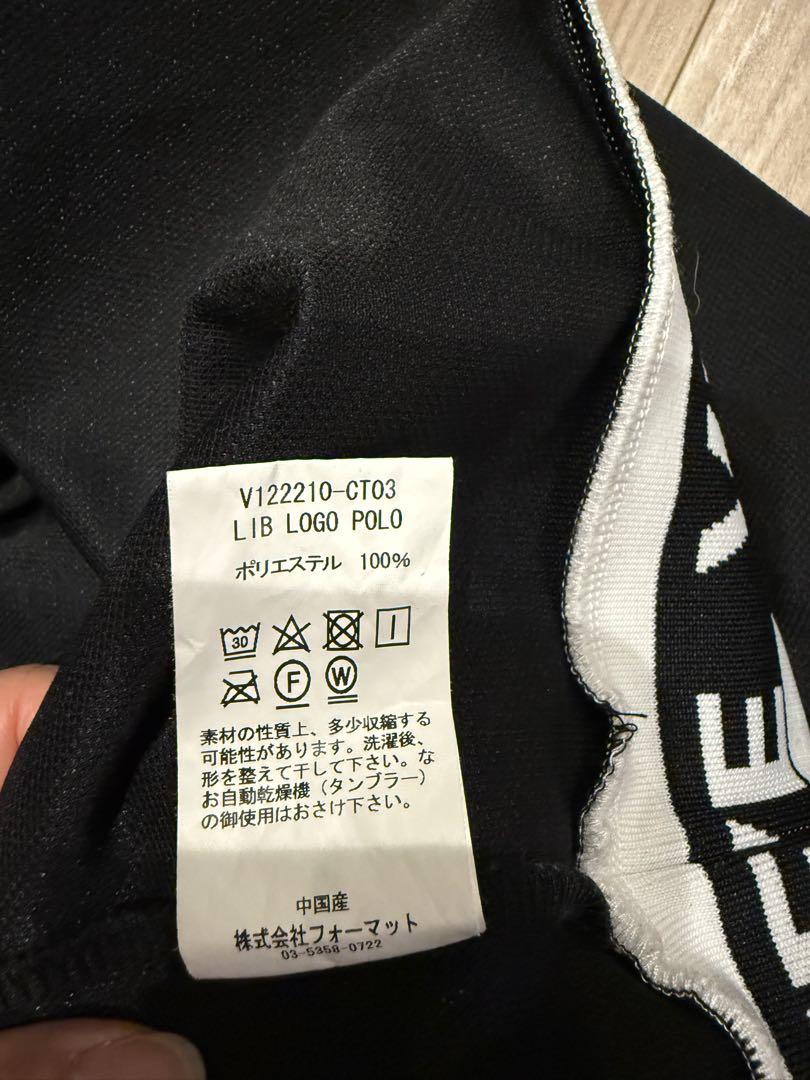 V122210-CT03
LIB LOGO POLO
ポリエステル 100%
30
F W
素材の性質上、多少収縮する
可能性があります。洗濯後、
形を整えて干して下さい。な
お自動乾燥機（タンブラー）
の御使用はおさけ下さい。
中国産
株式会社フォーマット
03-5358-0722
E